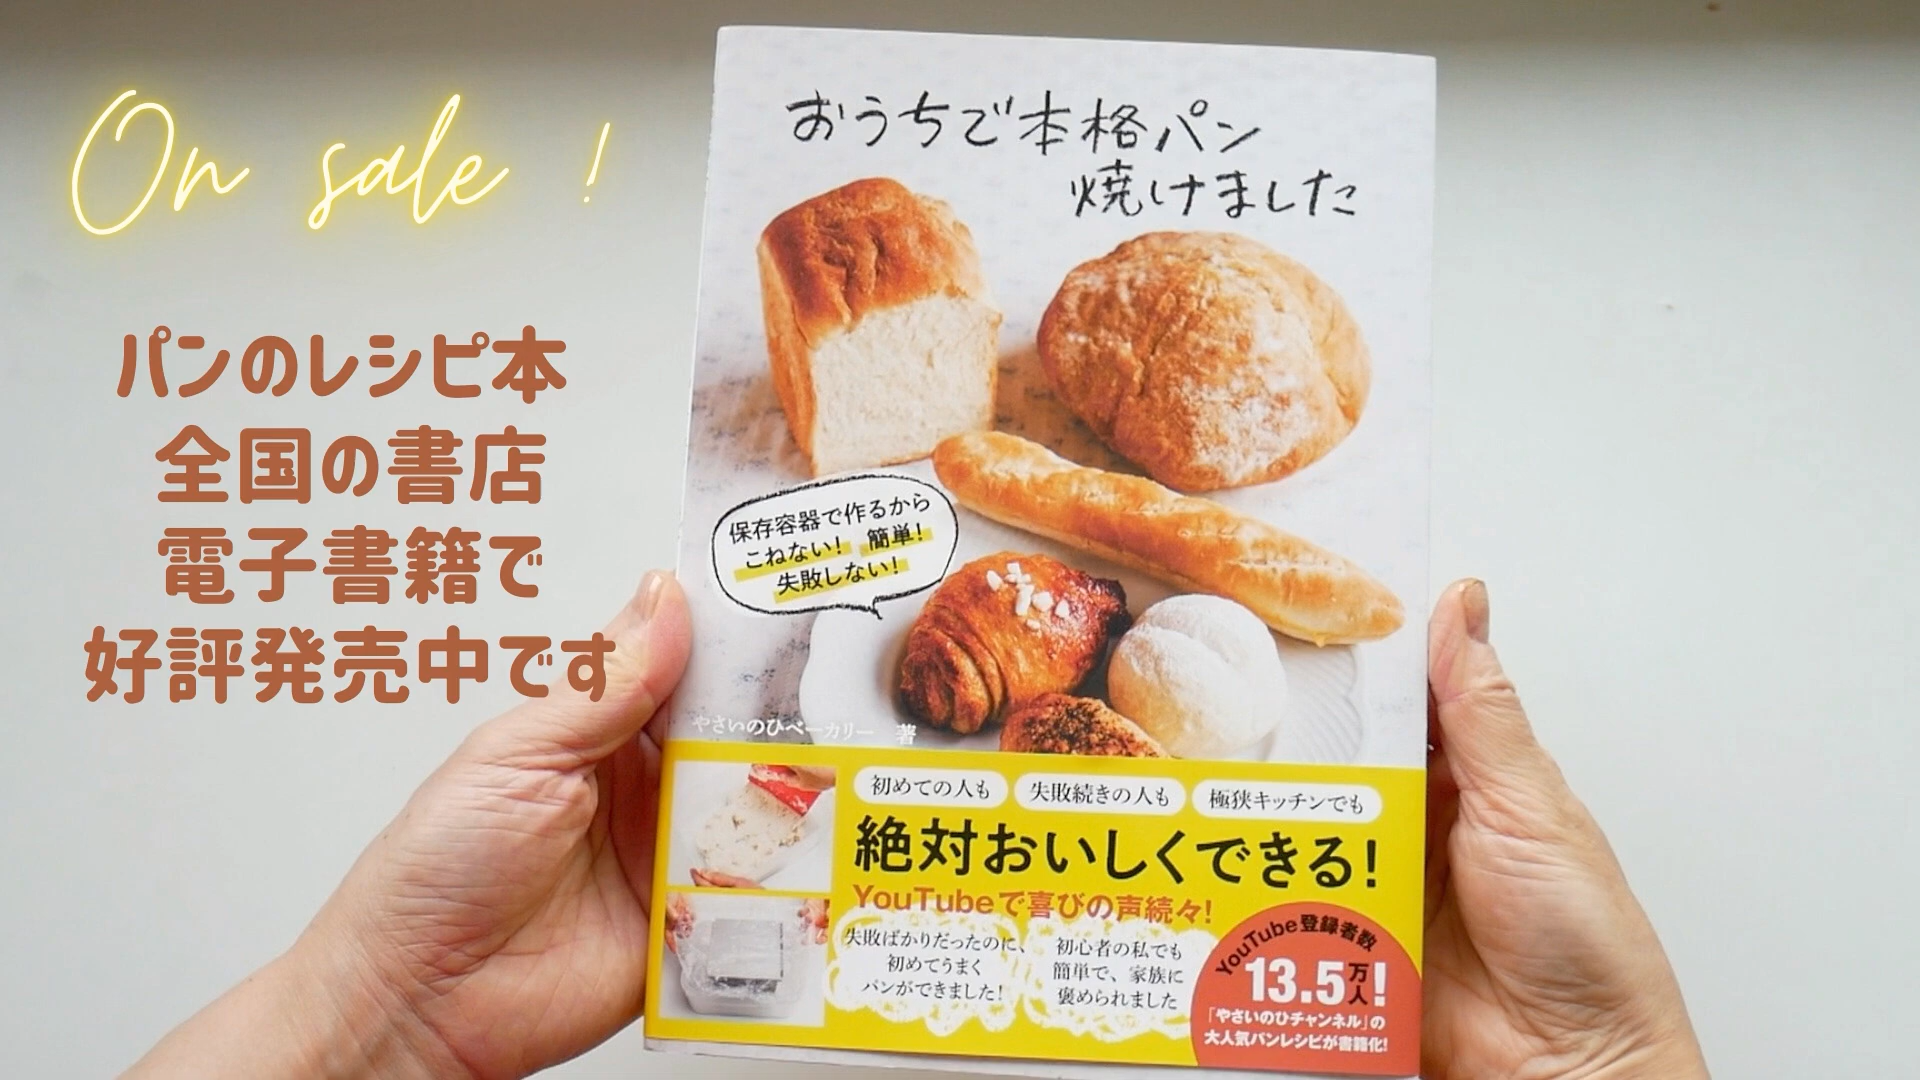 On sale !
パンのレシピ本
全国の書店
電子書籍で
好評発売中です
おうちで本格パン
焼けました
保存容器で作るから
こねない! 簡単!
失敗しない!
やさいのひベーカリー 著
初めての人も
失敗続きの人も
極狭キッチンでも
絶対おいしくできる!
YouTubeで喜びの声続々!
失敗ばかりだったのに、
初めてうまく
パンができました!
初心者の私でも
簡単で、家族に
褒められました
YouTube登録者数
13.5万人!
「やさいのひチャンネル」の
大人気パンレシピが書籍化!